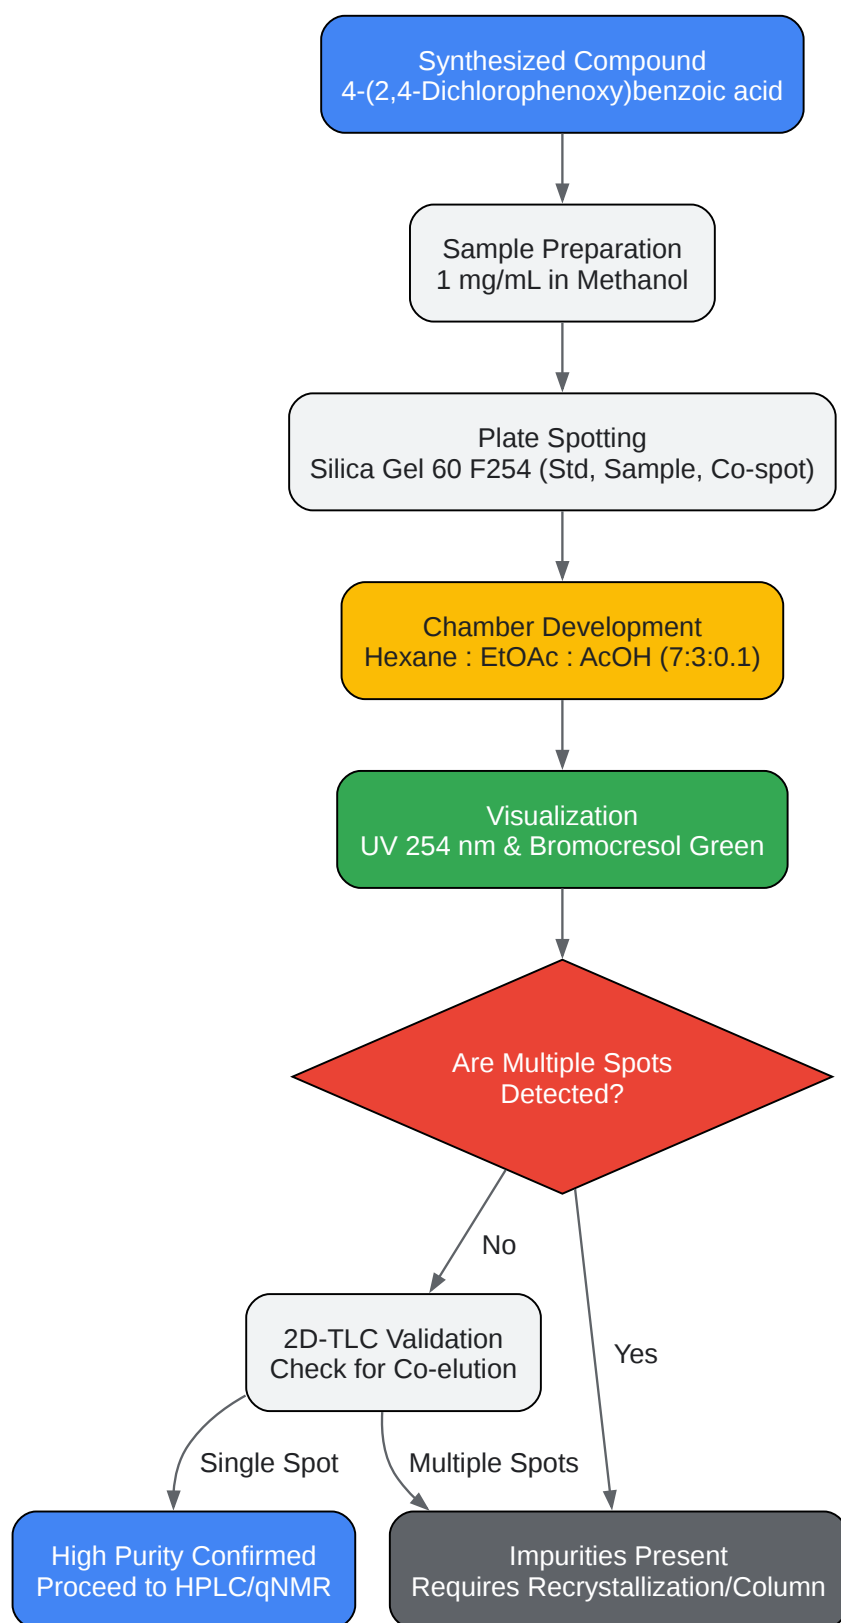 Synthesized Compound
4-(2,4-Dichlorophenoxy)benzoic acid
Sample Preparation
1 mg/mL in Methanol
Plate Spotting
Silica Gel 60 F254 (Std, Sample, Co-spot)
Chamber Development
Hexane : EtOAc : AcOH (7:3:0.1)
Visualization
UV 254 nm & Bromocresol Green
Are Multiple Spots
Detected?
No
Yes
2D-TLC Validation
Check for Co-elution
Single Spot
Multiple Spots
High Purity Confirmed
Proceed to HPLC/qNMR
Impurities Present
Requires Recrystallization/Column